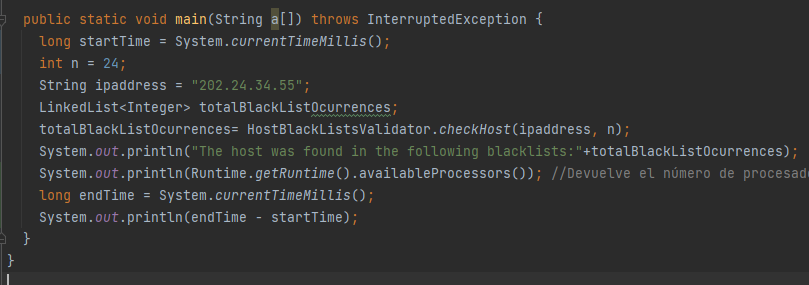 public static void main(String a[]) throws InterruptedException {
long startTime = System.currentTimeMillis();
int n = 24;
String ipaddress = "202.24.34.55";
LinkedList<Integer> totalBlackListOcurrences;
totalBlackListOcurrences= HostBlackListsValidator.checkHost(ipaddress, n);
System.out.println("The host was found in the following blacklists:"+totalBlackListOcurrences);
System.out.println(Runtime.getRuntime().availableProcessors()); //Devuelve el número de procesado
long endTime = System.currentTimeMillis();
System.out.println(endTime - startTime);
}
}